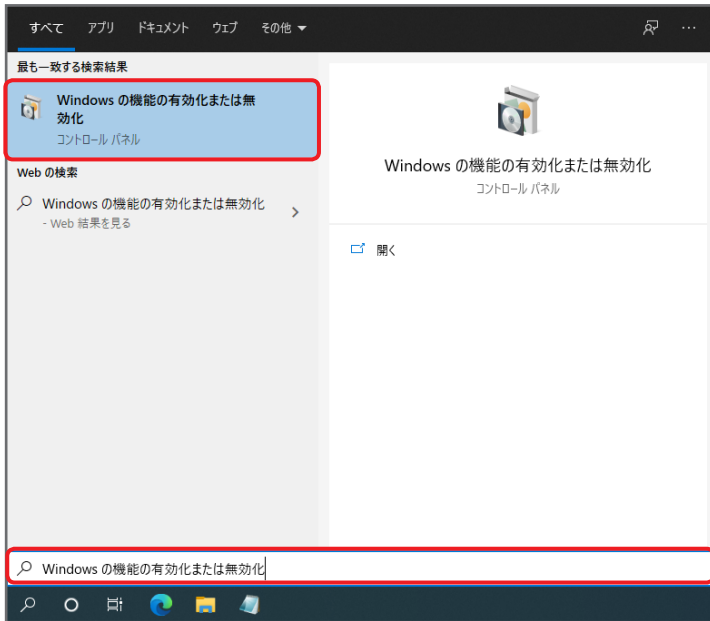 すべて アプリ ドキュメント ウェブ その他
最も一致する検索結果
Windows の機能の有効化または無
効化
コントロール パネル
Web の検索
Windows の機能の有効化または無効化
- Web 結果を見る
Windows の機能の有効化または無効化
コントロール パネル
開く
Windows の機能の有効化または無効化